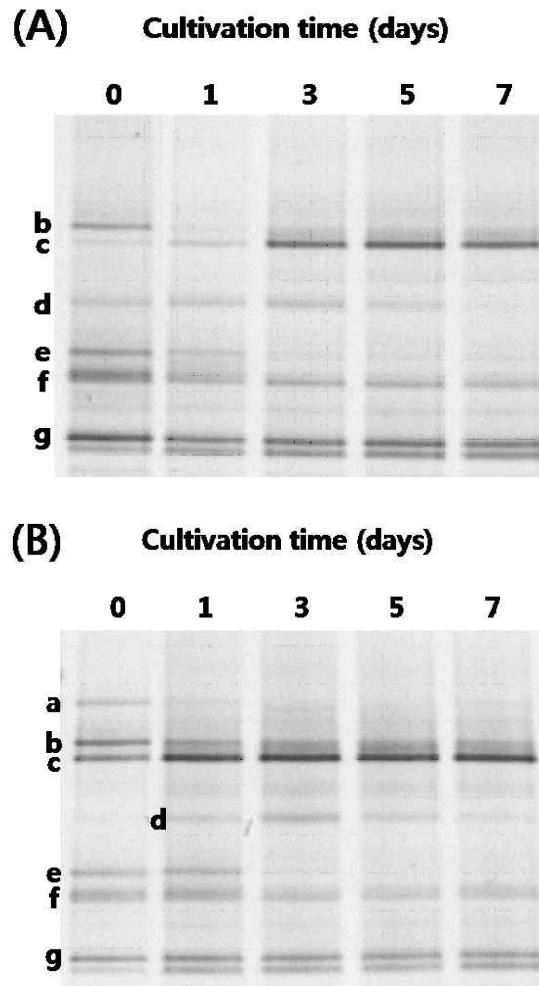 (A) Cultivation time (days)
0 1 3 5 7
b
c
d
e
f
g
(B) Cultivation time (days)
0 1 3 5 7
a
b
c
d
e
f
g